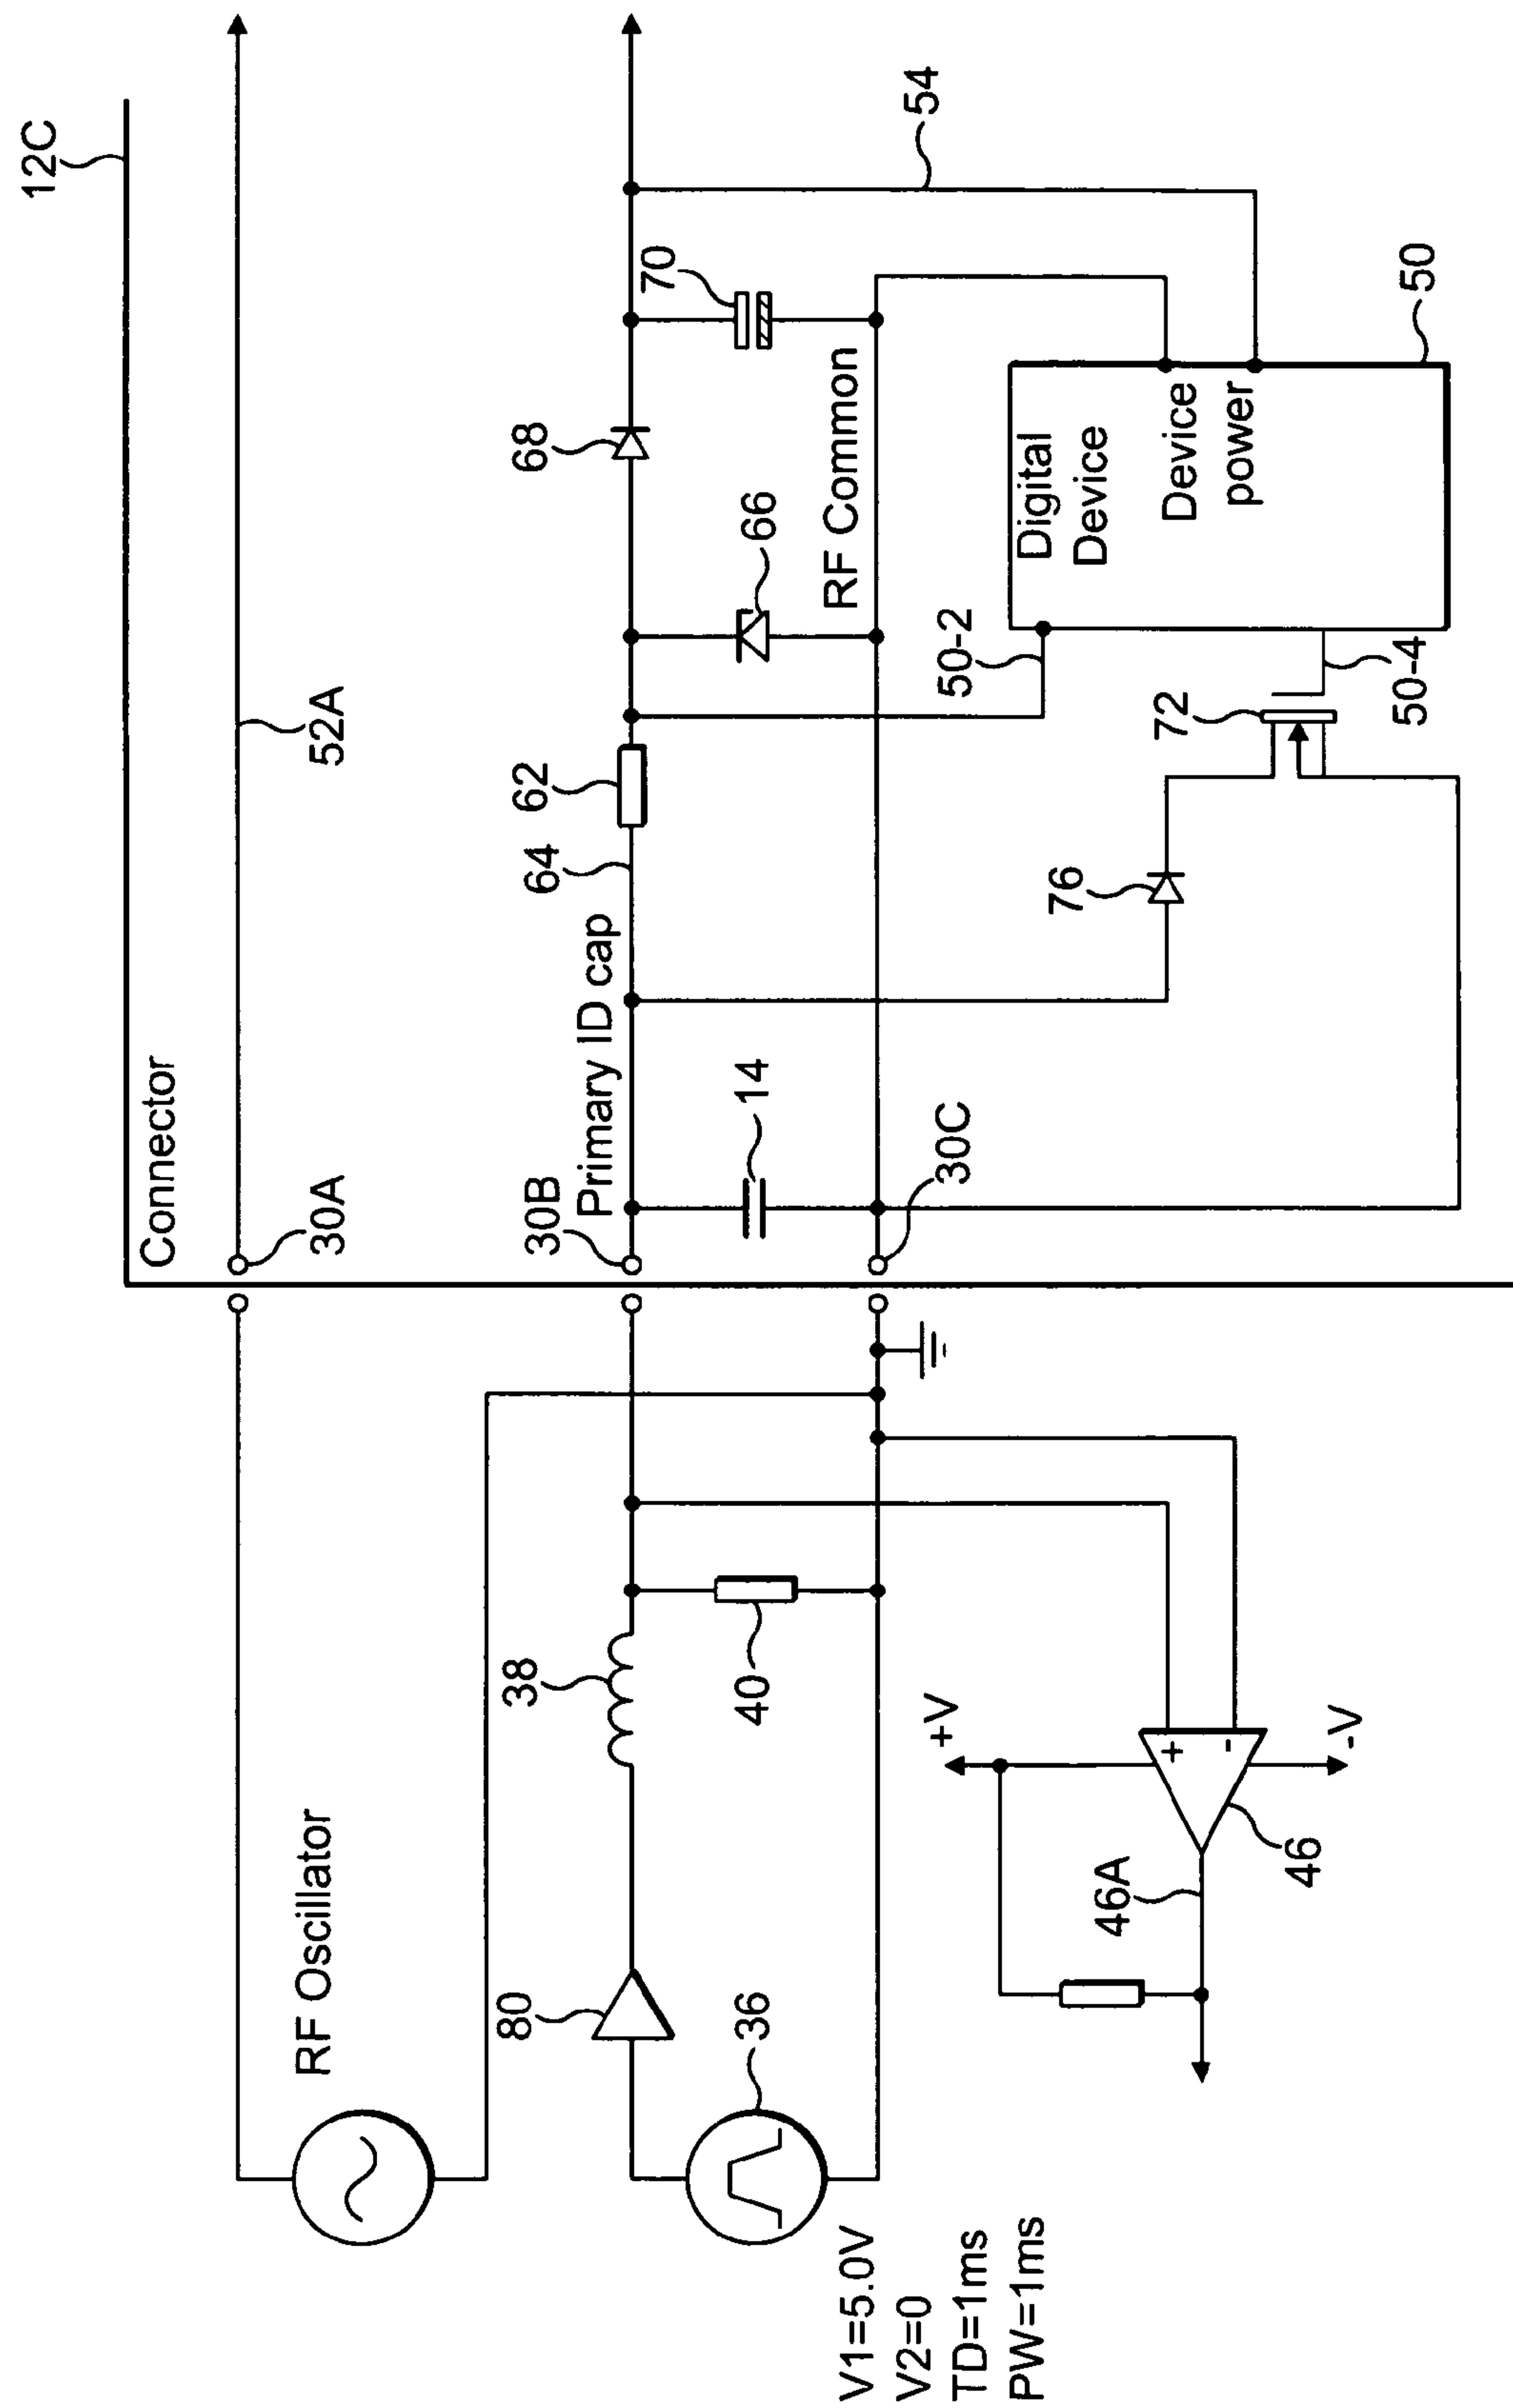 12C
Connector
52A
30A
RF Oscillator
54
70
68
66
62
64
Primary ID cap
30B
14
RF Common
30C
38
40
80
36
V1=5.0V
V2=0
TD=1ms
PW=1ms
50
Digital
Device
Device
power
50-2
50-4
72
76
+V
-V
+
-
46
46A